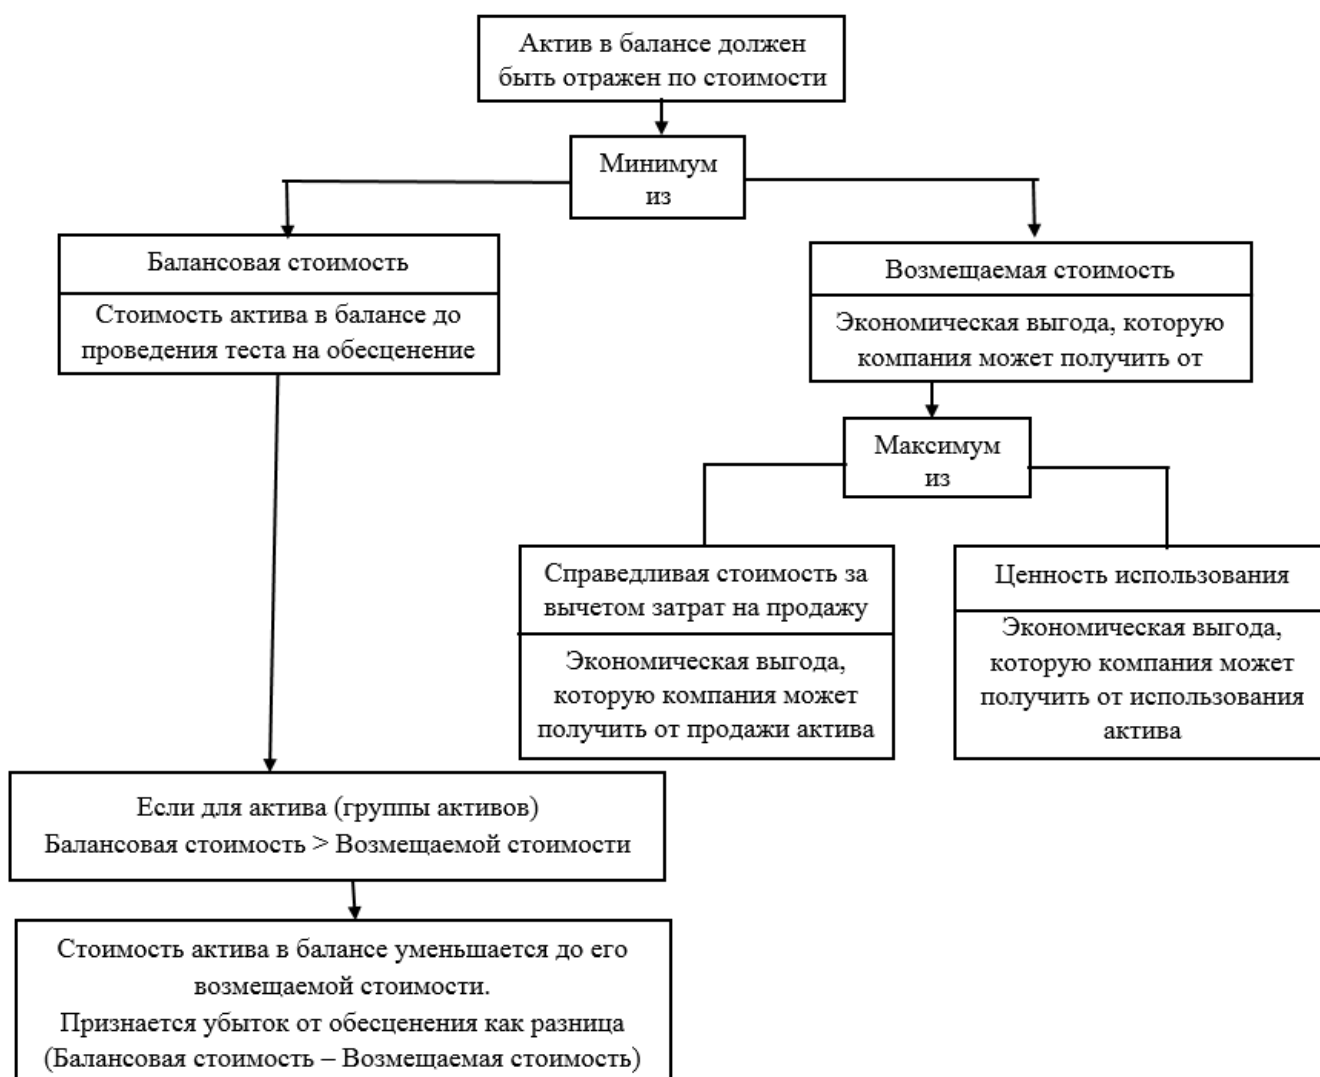 Актив в балансе должен
быть отражен по стоимости
Минимум
из
Балансовая стоимость
Стоимость актива в балансе до
проведения теста на обесценение
Возмещаемая стоимость
Экономическая выгода, которую
компания может получить от
Максимум
из
Справедливая стоимость за
вычетом затрат на продажу
Экономическая выгода,
которую компания может
получить от продажи актива
Ценность использования
Экономическая выгода,
которую компания может
получить от использования
актива
Если для актива (группы активов)
Балансовая стоимость > Возмещаемой стоимости
Стоимость актива в балансе уменьшается до его
возмещаемой стоимости.
Признается убыток от обесценения как разница
(Балансовая стоимость – Возмещаемая стоимость)